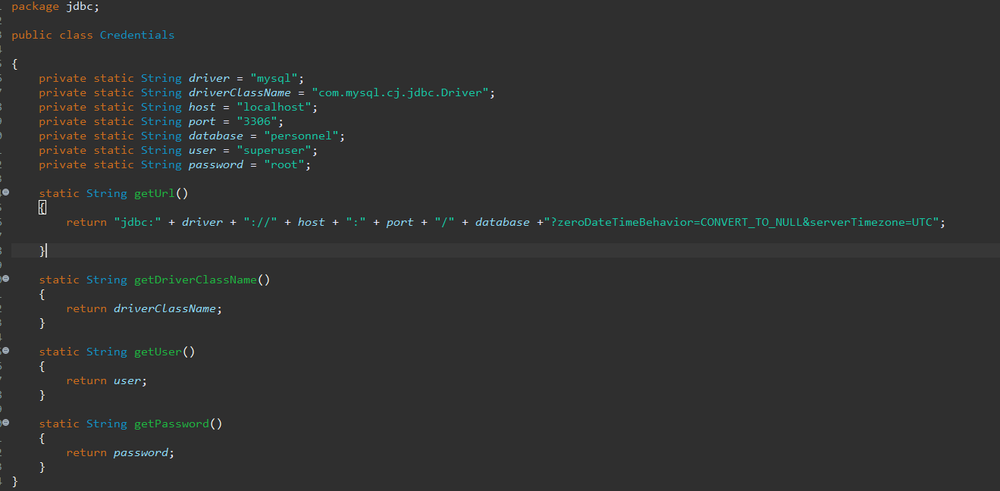 package jdbc;
public class Credentials
{
private static String driver = "mysql";
private static String driverClassName = "com.mysql.cj.jdbc.Driver";
private static String host = "localhost";
private static String port = "3306";
private static String database = "personnel";
private static String user = "superuser";
private static String password = "root";
static String getUrl()
{
return "jdbc:" + driver + "://" + host + ":" + port + "/" + database +"?zeroDateTimeBehavior=CONVERT_TO_NULL&serverTimezone=UTC";
}
static String getDriverClassName()
{
return driverClassName;
}
static String getUser()
{
return user;
}
static String getPassword()
{
return password;
}
}